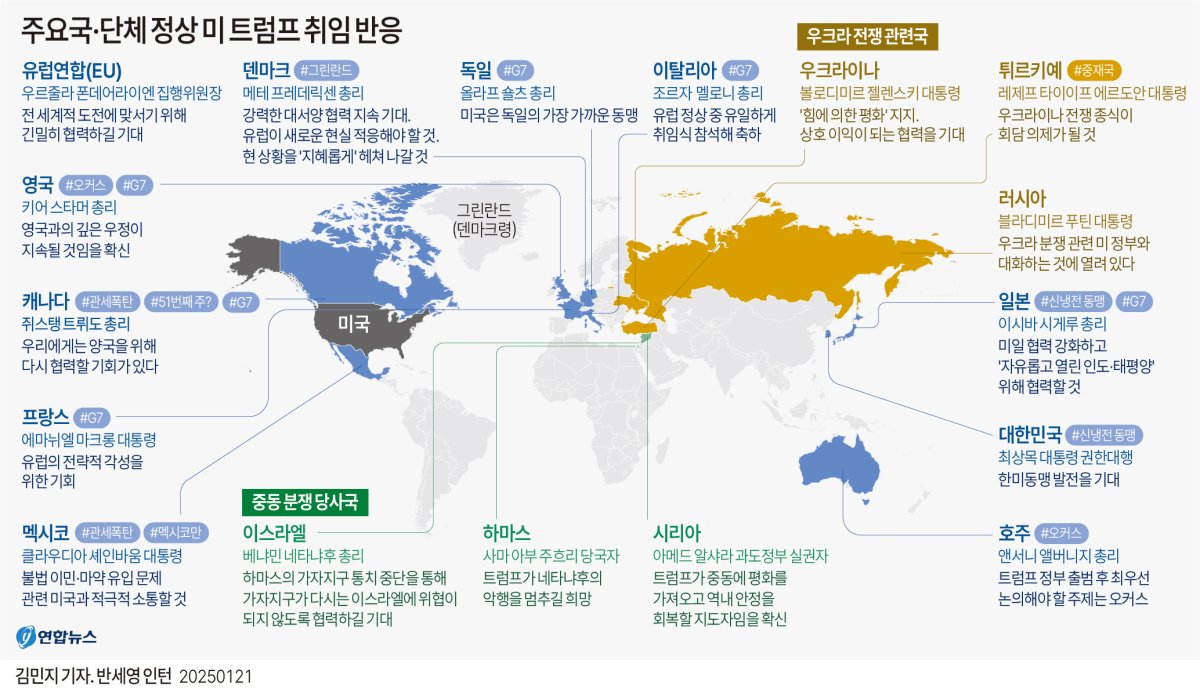 주요국·단체 정상 미 트럼프 취임 반응
유럽연합(EU)
우르줄라 폰데어라이엔 집행위원장
전 세계적 도전에 맞서기 위해
긴밀히 협력하길 기대
덴마크 #그린란드
메테 프레데릭센 총리
강력한 대서양 협력 지속 기대.
유럽이 새로운 현실 적응해야 할 것.
현 상황을 '지혜롭게' 헤쳐 나갈 것
독일 #G7
올라프 숄츠 총리
미국은 독일의 가장 가까운 동맹
이탈리아 #G7
조르자 멜로니 총리
유럽 정상 중 유일하게
취임식 참석해 축하
우크라 전쟁 관련국
우크라이나
볼로디미르 젤렌스키 대통령
'힘에 의한 평화' 지지.
상호 이익이 되는 협력을 기대
튀르키예 #중재국
레제프 타이이프 에르도안 대통령
우크라이나 전쟁 종식이
회담 의제가 될 것
영국 #오커스 #G7
키어 스타머 총리
영국과의 깊은 우정이
지속될 것임을 확신
그린란드
(덴마크령)
러시아
블라디미르 푸틴 대통령
우크라 분쟁 관련 미 정부와
대화하는 것에 열려 있다
캐나다 #관세폭탄 #51번째 주? #G7
쥐스탱 트뤼도 총리
우리에게는 양국을 위해
다시 협력할 기회가 있다
미국
일본 #신냉전 동맹 #G7
이시바 시게루 총리
미일 협력 강화하고
'자유롭고 열린 인도·태평양'
위해 협력할 것
프랑스 #G7
에마뉘엘 마크롱 대통령
유럽의 전략적 각성을
위한 기회
대한민국 #신냉전 동맹
최상목 대통령 권한대행
한미동맹 발전을 기대
멕시코 #관세폭탄 #멕시코만
클라우디아 셰인바움 대통령
불법 이민·마약 유입 문제
관련 미국과 적극적 소통할 것
중동 분쟁 당사국
이스라엘
베냐민 네타냐후 총리
하마스의 가자지구 통치 중단을 통해
가자지구가 다시는 이스라엘에 위협이
되지 않도록 협력하길 기대
하마스
사마 아부 주흐리 당국자
트럼프가 네타냐후의
악행을 멈추길 희망
시리아
아메드 알샤라 과도정부 실권자
트럼프가 중동에 평화를
가져오고 역내 안정을
회복할 지도자임을 확신
호주 #오커스
앤서니 앨버니지 총리
트럼프 정부 출범 후 최우선
논의해야 할 주제는 오커스
연합뉴스
김민지 기자. 반세영 인턴 20250121